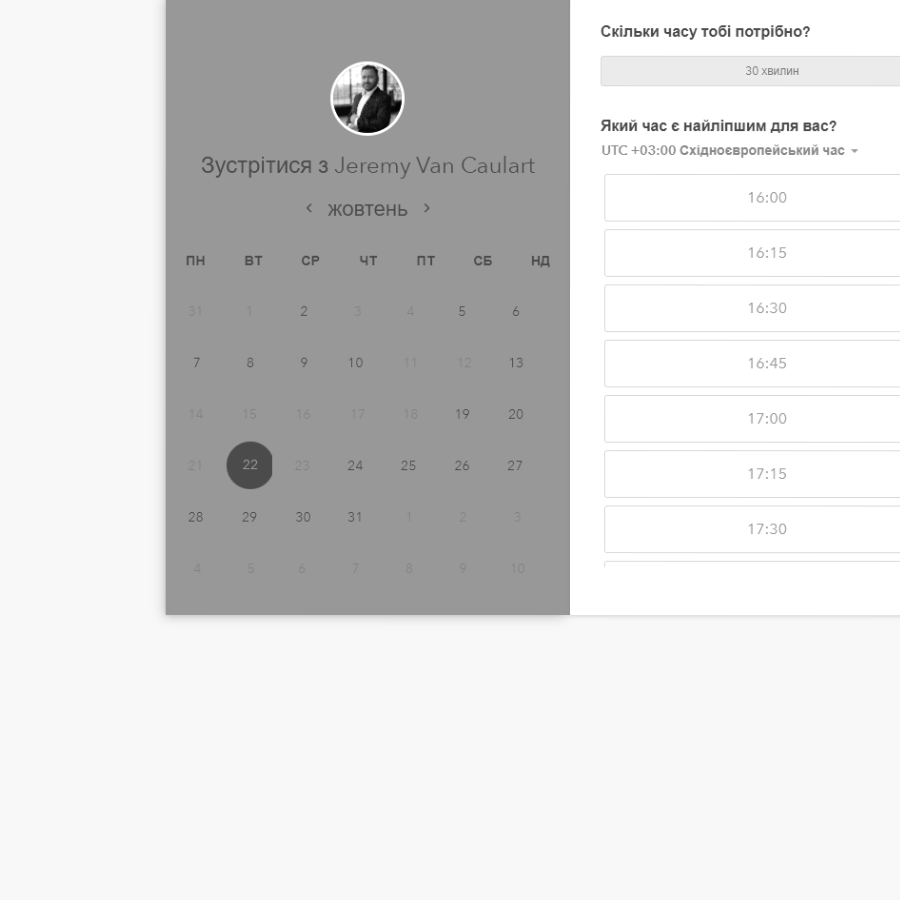 Зустрітися з Jeremy Van Caulart
жовтень
ПН ВТ СР ЧТ ПТ СБ НД
31 1 2 3 4 5 6
7 8 9 10 11 12 13
14 15 16 17 18 19 20
21 22 23 24 25 26 27
28 29 30 31 1 2 3
4 5 6 7 8 9 10
Скільки часу тобі потрібно?
30 хвилин
Який час є найліпшим для вас?
UTC +03:00 Східноєвропейський час
16:00
16:15
16:30
16:45
17:00
17:15
17:30